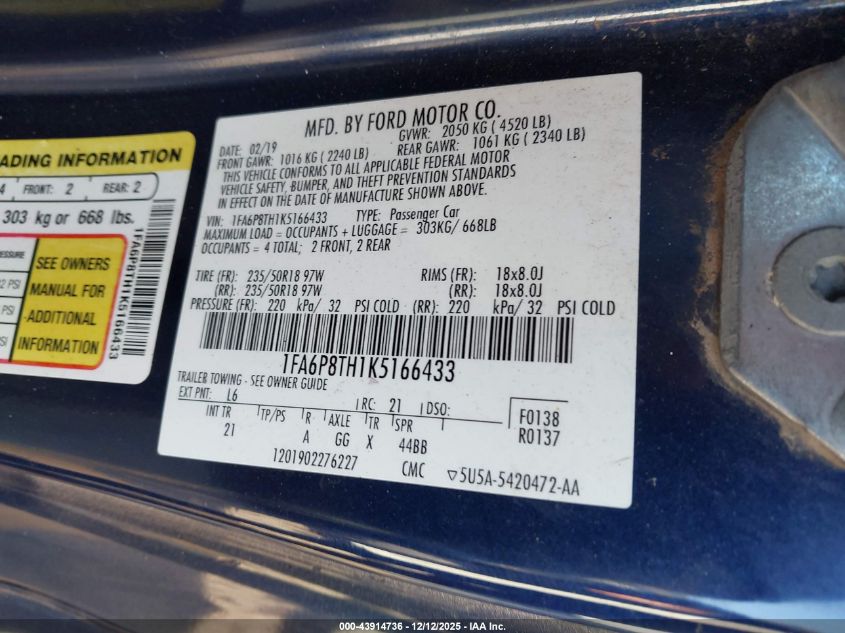 MFD. BY FORD MOTOR CO.
DATE: 02/19 GVWR: 2050 KG ( 4520 LB)
FRONT GAWR: 1016 KG ( 2240 LB) REAR GAWR: 1061 KG ( 2340 LB)
THIS VEHICLE CONFORMS TO ALL APPLICABLE FEDERAL MOTOR
VEHICLE SAFETY, BUMPER, AND THEFT PREVENTION STANDARDS
IN EFFECT ON THE DATE OF MANUFACTURE SHOWN ABOVE.
VIN: 1FA6P8TH1K5166433 TYPE: Passenger Car
MAXIMUM LOAD = OCCUPANTS + LUGGAGE = 303KG/ 668LB
OCCUPANTS = 4 TOTAL; 2 FRONT, 2 REAR
TIRE (FR): 235/50R18 97W RIMS (FR): 18x8.0J
(RR): 235/50R18 97W (RR): 18x8.0J
PRESSURE (FR): 220 kPa/ 32 PSI COLD (RR): 220 kPa/ 32 PSI COLD
1FA6P8TH1K5166433
TRAILER TOWING - SEE OWNER GUIDE
EXT PNT: L6 RC: 21 DSO:
INT TR TP/PS R AXLE TR SPR
21 A GG X 44BB
F0138
R0137
1201902276227 CMC ▽5U5A-5420472-AA
ADING INFORMATION
4 FRONT: 2 REAR: 2
303 kg or 668 lbs.
RESSURE
2 PSI
PSI
SI
SEE OWNERS
MANUAL FOR
ADDITIONAL
INFORMATION
1FA6P8TH1K5166433
000-43914736 - 12/12/2025 - © IAA Inc.